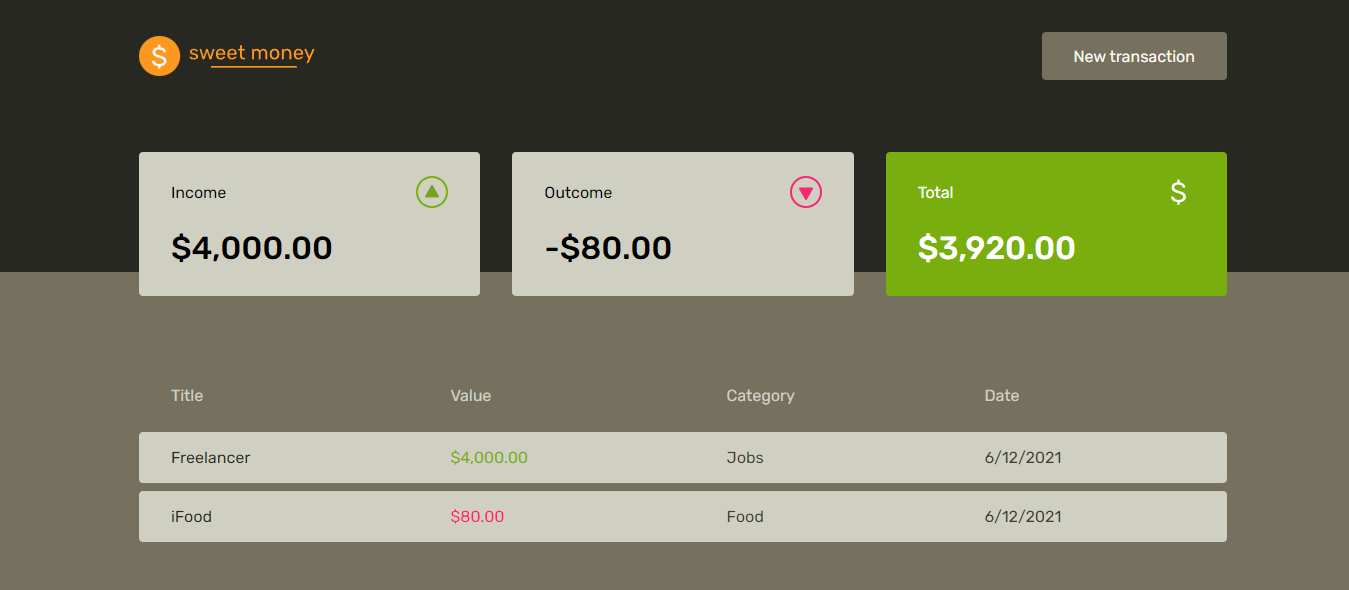 $ sweet money
New transaction
Income
$4,000.00
Outcome
-$80.00
Total $
$3,920.00
Title Value Category Date
Freelancer $4,000.00 Jobs 6/12/2021
iFood $80.00 Food 6/12/2021